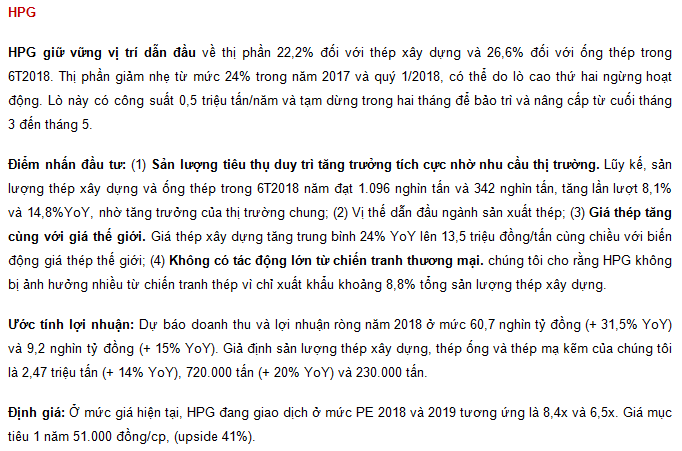 HPG
HPG giữ vững vị trí dẫn đầu về thị phần 22,2% đối với thép xây dựng và 26,6% đối với ống thép trong
6T2018. Thị phần giảm nhẹ từ mức 24% trong năm 2017 và quý 1/2018, có thể do lò cao thứ hai ngừng hoạt
động. Lò này có công suất 0,5 triệu tấn/năm và tạm dừng trong hai tháng để bảo trì và nâng cấp từ cuối tháng
3 đến tháng 5.
Điểm nhấn đầu tư: (1) Sản lượng tiêu thụ duy trì tăng trưởng tích cực nhờ nhu cầu thị trường. Lũy kế, sản
lượng thép xây dựng và ống thép trong 6T2018 năm đạt 1.096 nghìn tấn và 342 nghìn tấn, tăng lần lượt 8,1%
và 14,8%YoY, nhờ tăng trưởng của thị trường chung; (2) Vị thế dẫn đầu ngành sản xuất thép; (3) Giá thép tăng
cùng với giá thế giới. Giá thép xây dựng tăng trung bình 24% YoY lên 13,5 triệu đồng/tấn cùng chiều với biến
động giá thép thế giới; (4) Không có tác động lớn từ chiến tranh thương mại. chúng tôi cho rằng HPG không
bị ảnh hưởng nhiều từ chiến tranh thép vì chỉ xuất khẩu khoảng 8,8% tổng sản lượng thép xây dựng.
Ước tính lợi nhuận: Dự báo doanh thu và lợi nhuận ròng năm 2018 ở mức 60,7 nghìn tỷ đồng (+ 31,5% YoY)
và 9,2 nghìn tỷ đồng (+ 15% YoY). Giả định sản lượng thép xây dựng, thép ống và thép mạ kẽm của chúng tôi
là 2,47 triệu tấn (+ 14% YoY), 720.000 tấn (+ 20% YoY) và 230.000 tấn.
Định giá: Ở mức giá hiện tại, HPG đang giao dịch ở mức PE 2018 và 2019 tương ứng là 8,4x và 6,5x. Giá mục
tiêu 1 năm 51.000 đồng/cp, (upside 41%).